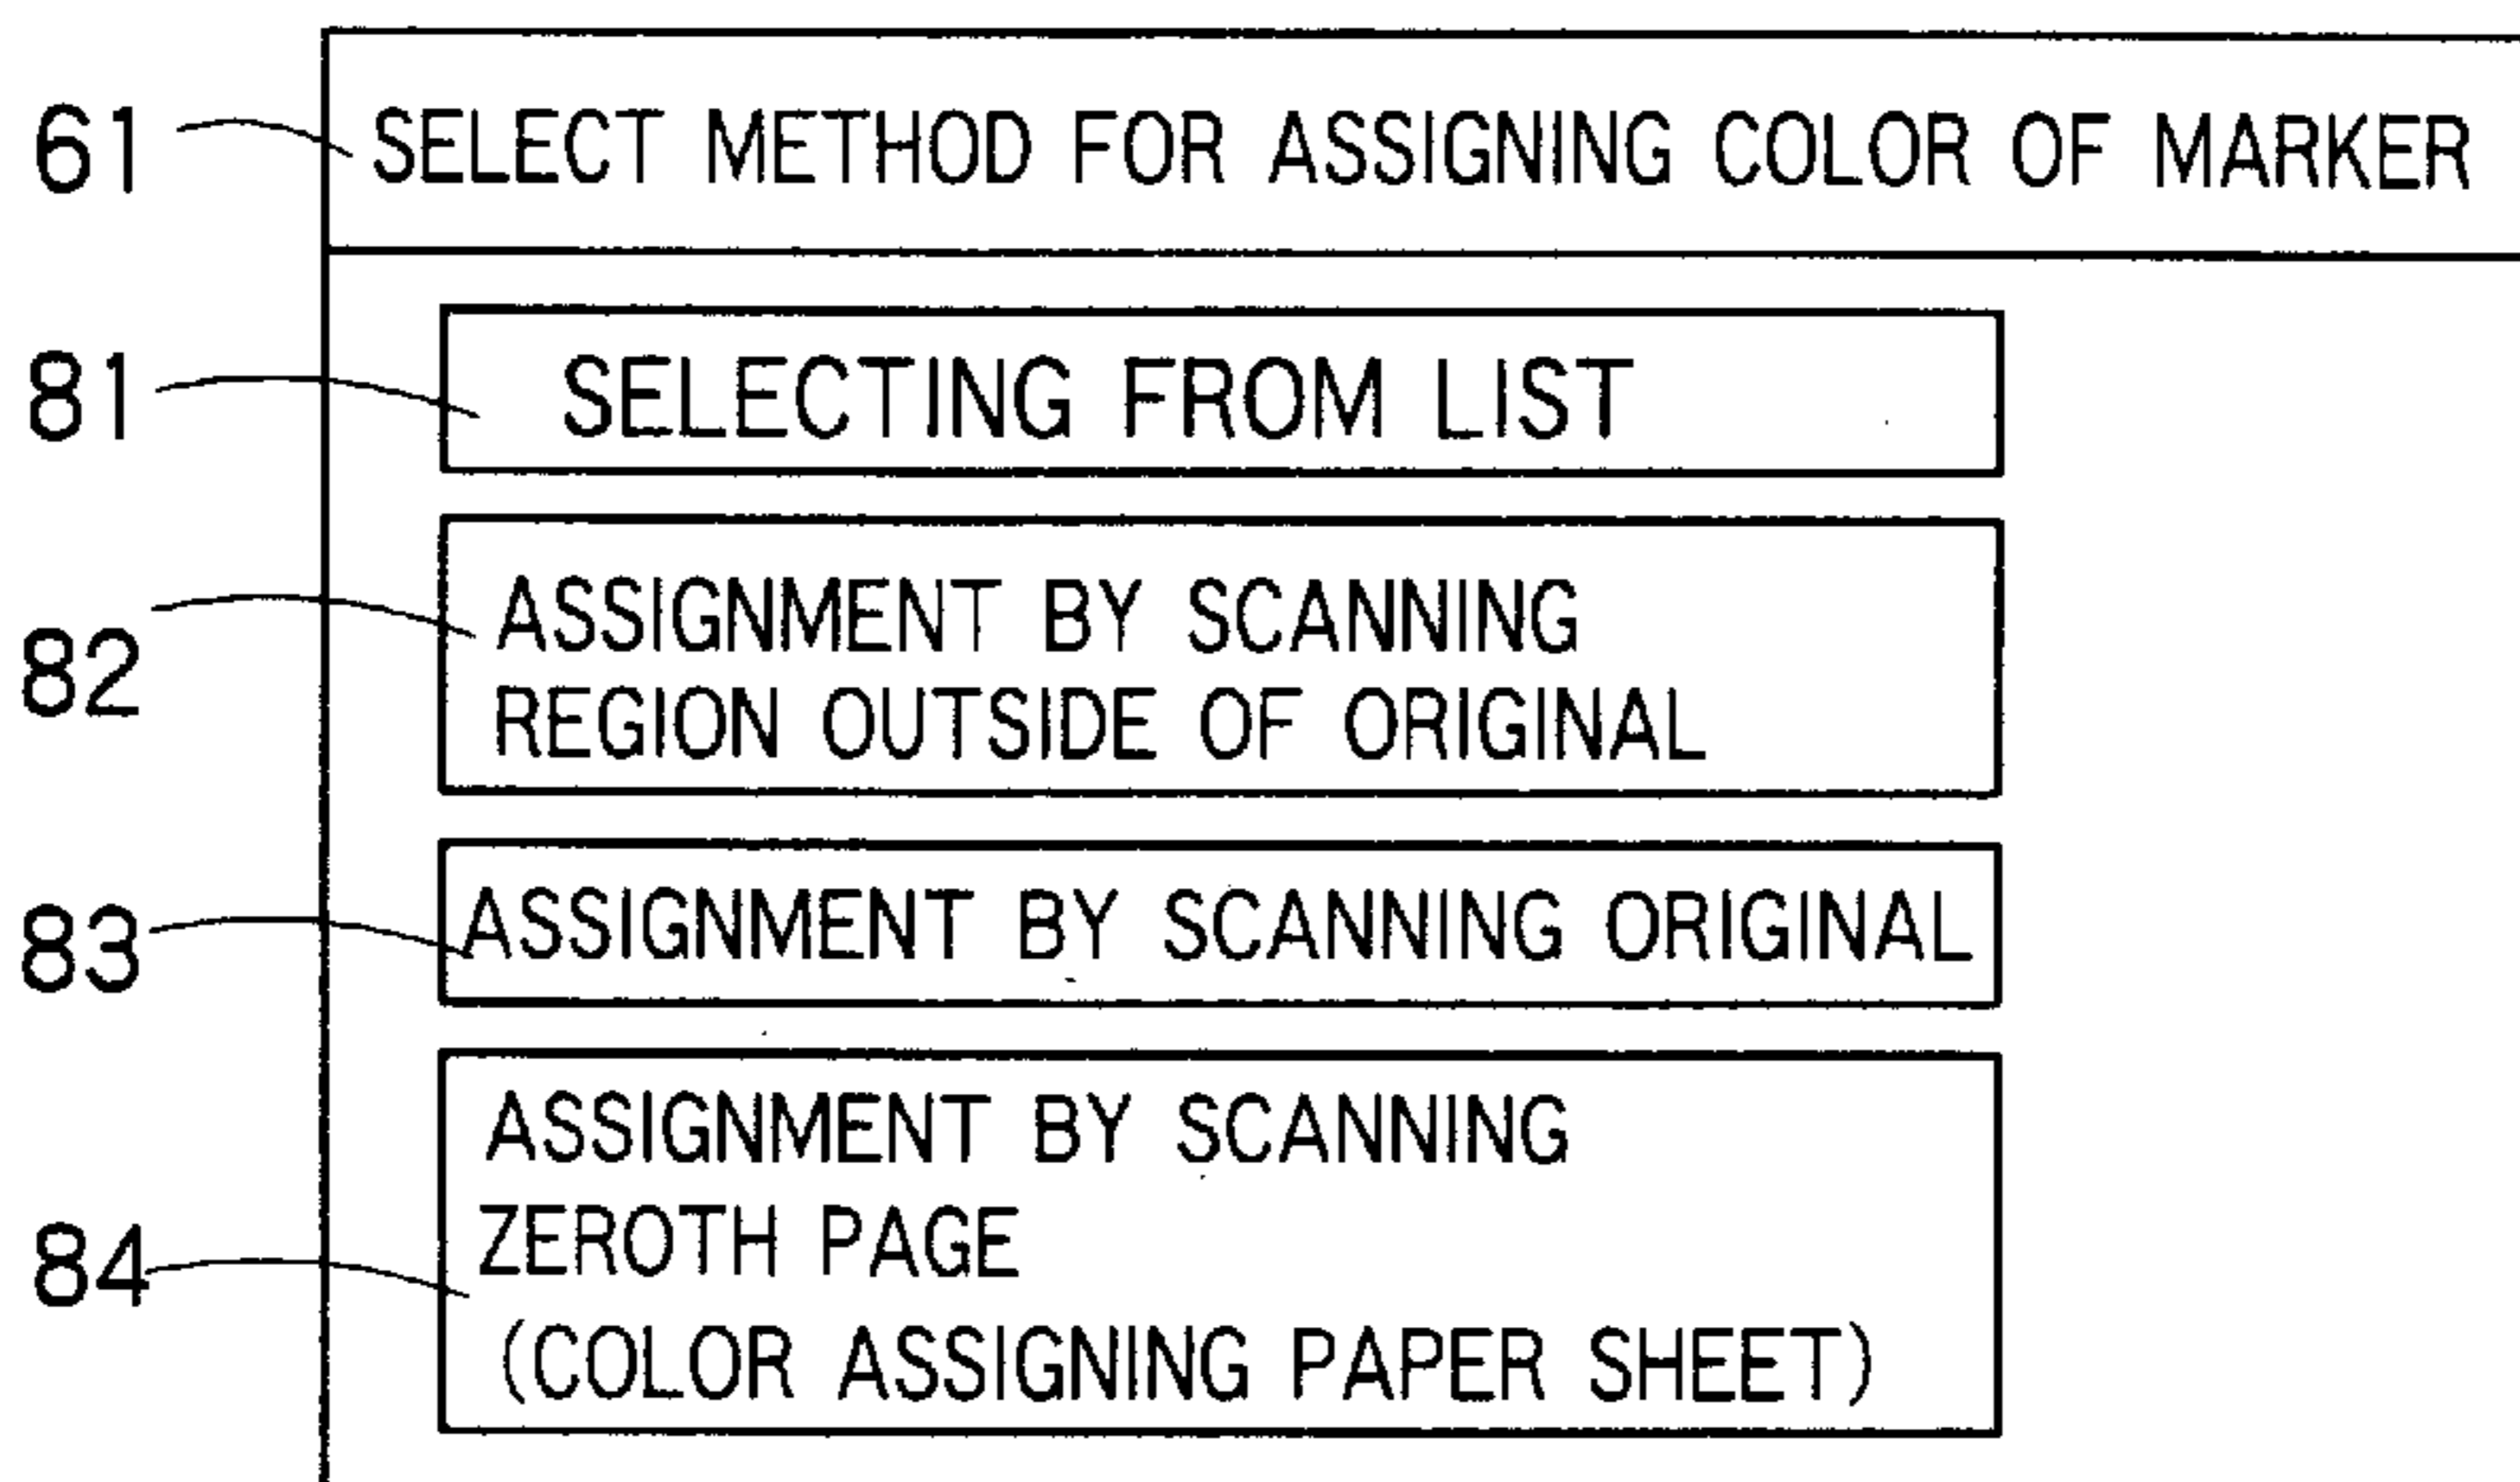 61 SELECT METHOD FOR ASSIGNING COLOR OF MARKER
81 SELECTING FROM LIST
82 ASSIGNMENT BY SCANNING
REGION OUTSIDE OF ORIGINAL
83 ASSIGNMENT BY SCANNING ORIGINAL
84 ASSIGNMENT BY SCANNING
ZEROTH PAGE
(COLOR ASSIGNING PAPER SHEET)